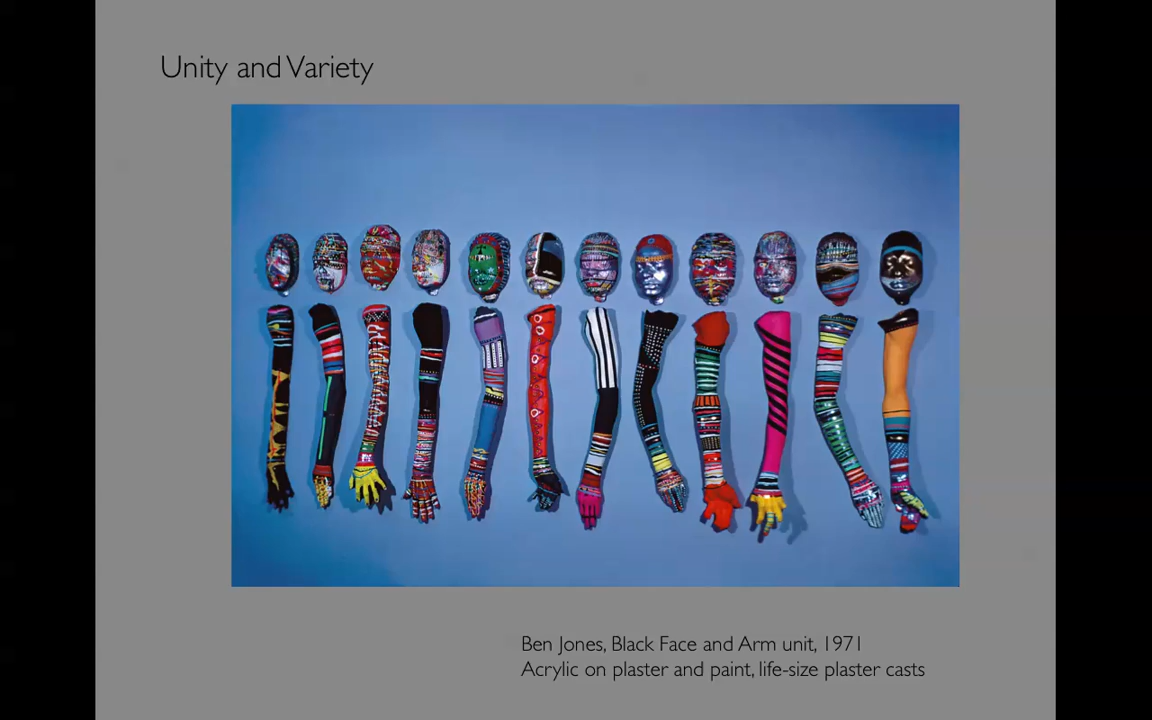 Unity and Variety
Ben Jones, Black Face and Arm unit, 1971
Acrylic on plaster and paint, life-size plaster casts